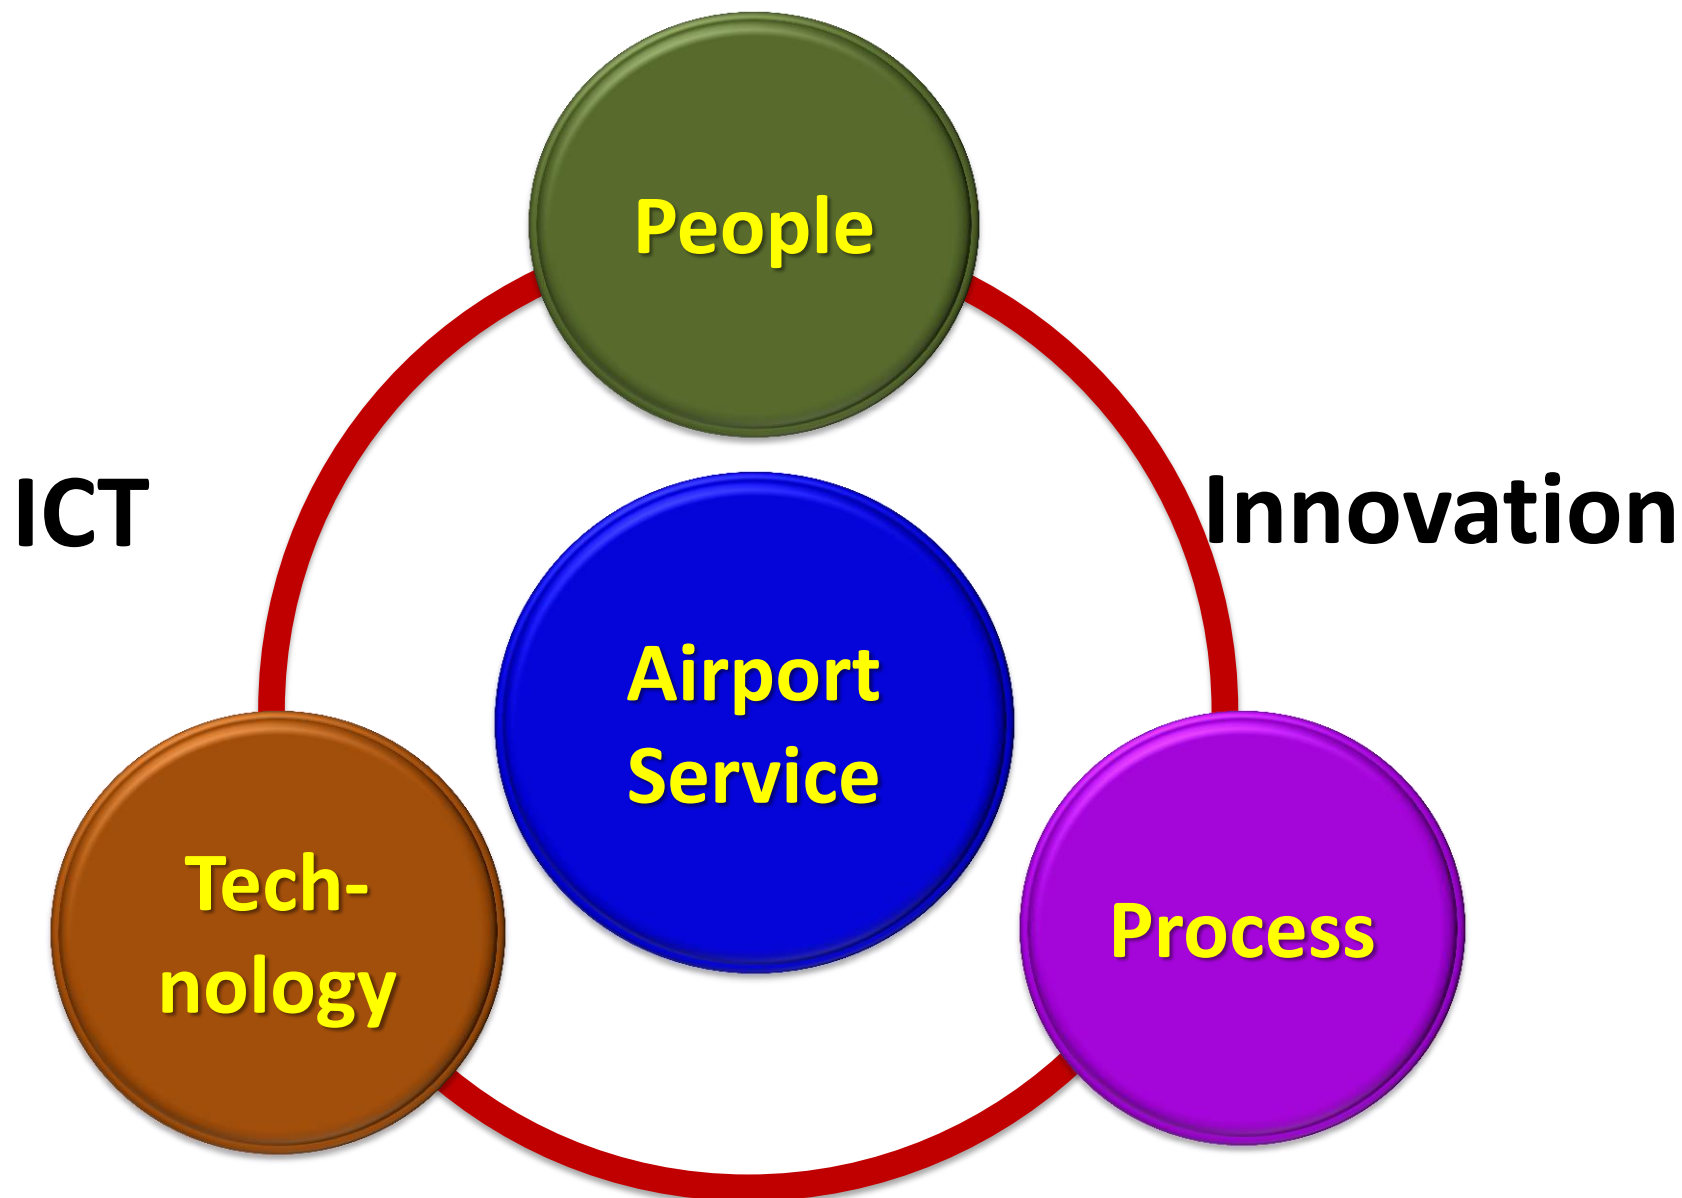 People
ICT
Innovation
Airport
Service
Tech-
nology
Process